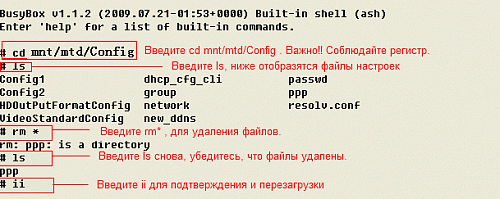 BusyBox v1.1.2 (2009.07.21-01:53+0000) Built-in shell (ash)
Enter 'help' for a list of built-in commands.
# cd mnt/mtd/Config Введите cd mnt/mtd/Config . Важно!! Соблюдайте регистр.
# ls Введите ls, ниже отобразятся файлы настроек
Config1 dhcp_cfg_cli passwd
Config2 group ppp
HDOutPutFormatConfig network resolv.conf
VideoStandardConfig new_ddns
# rm * Введите rm* , для удаления файлов.
rm: ppp: is a directory
# ls Введите ls снова, убедитесь, что файлы удалены.
ppp
# ii Введите ii для подтверждения и перезагрузки